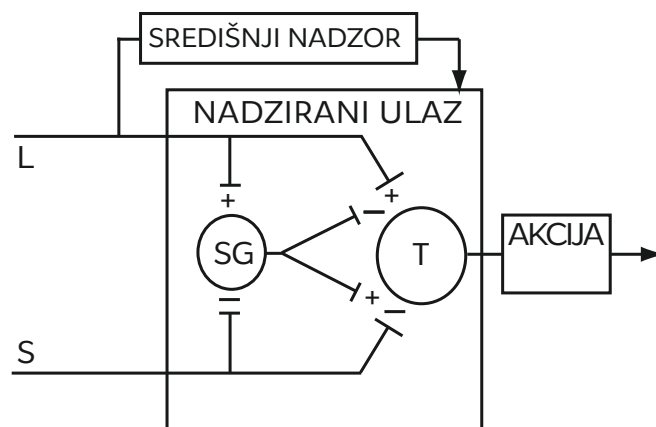 SREDIŠNJI NADZOR
NADZIRANI ULAZ
L
+
+
–
SG
T
AKCIJA
+
–
–
S